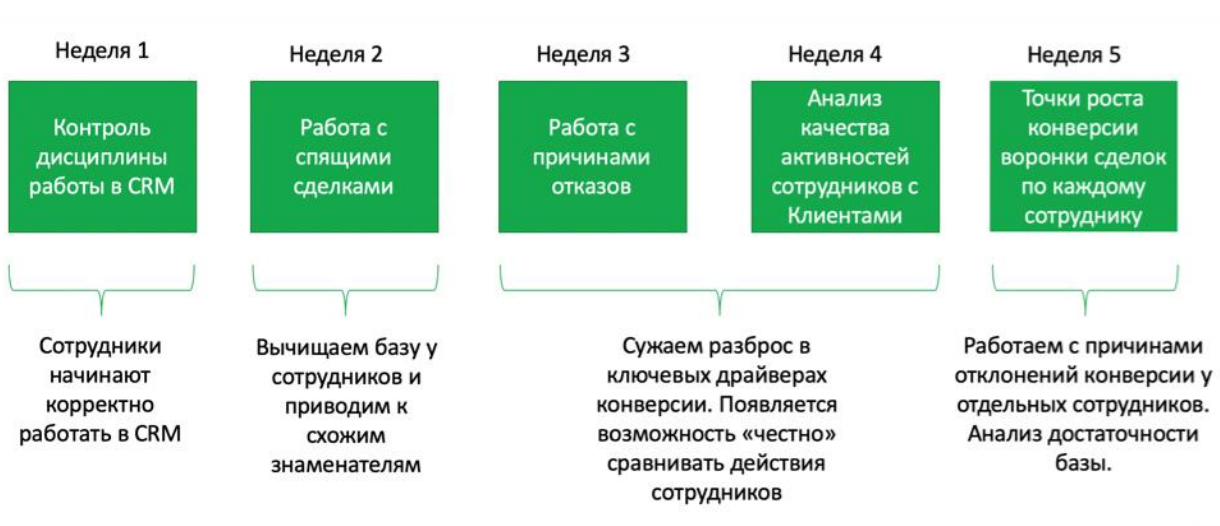 Неделя 1
Неделя 2
Неделя 3
Неделя 4
Неделя 5
Контроль
дисциплины
работы в CRM
Работа с
спящими
сделками
Работа с
причинами
отказов
Анализ
качества
активностей
сотрудников с
Клиентами
Точки роста
конверсии
воронки сделок
по каждому
сотруднику
Сотрудники
начинают
корректно
работать в CRM
Вычищаем базу у
сотрудников и
приводим к
схожим
знаменателям
Сужаем разброс в
ключевых драйверах
конверсии. Появляется
возможность «честно»
сравнивать действия
сотрудников
Работаем с причинами
отклонений конверсии у
отдельных сотрудников.
Анализ достаточности
базы.